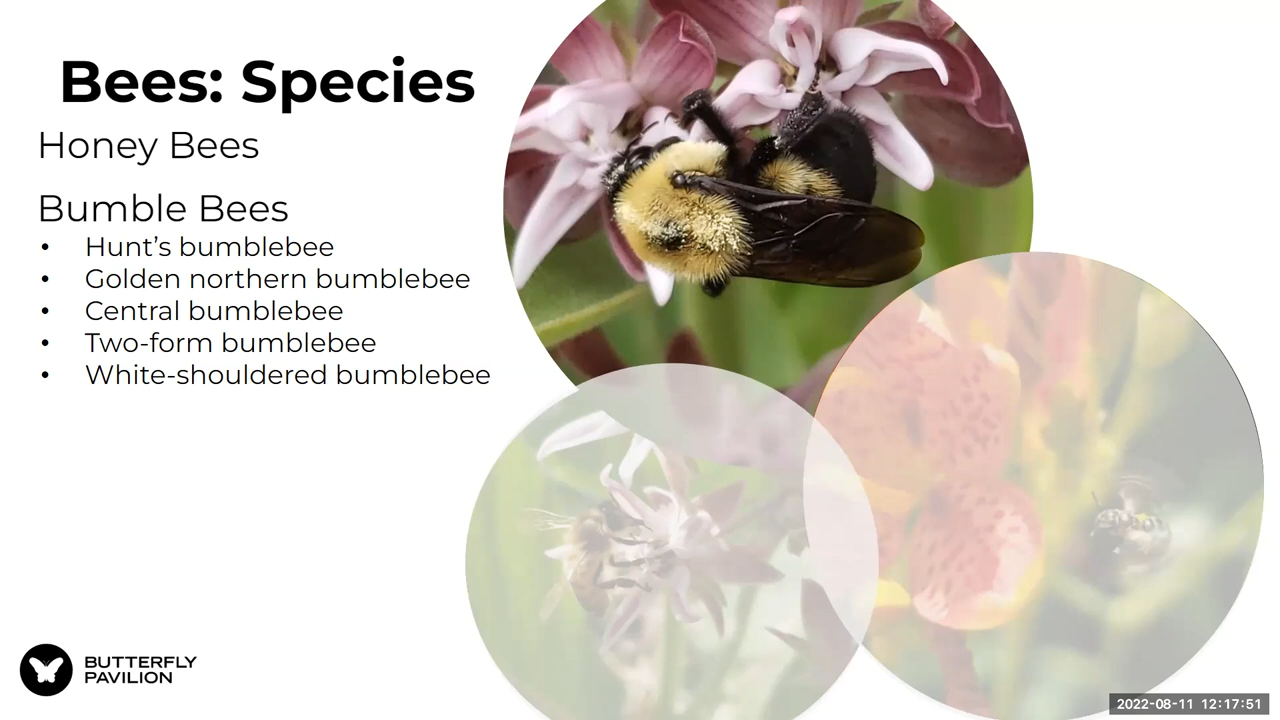 Bees: Species
Honey Bees
Bumble Bees
• Hunt’s bumblebee
• Golden northern bumblebee
• Central bumblebee
• Two-form bumblebee
• White-shouldered bumblebee
BUTTERFLY
PAVILION
2022-08-11 12:17:51